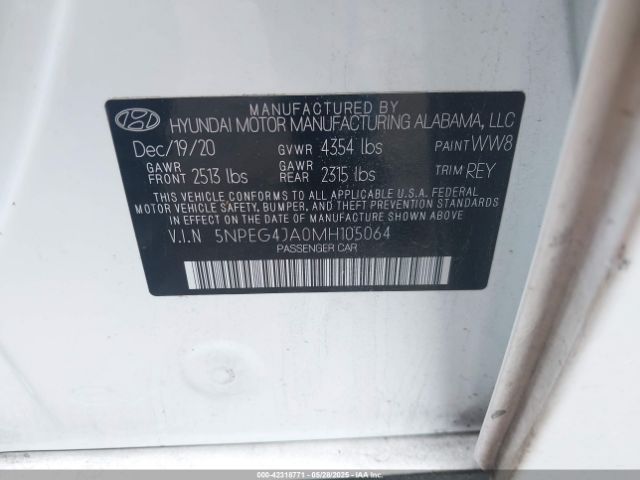 MANUFACTURED BY
HYUNDAI MOTOR MANUFACTURING ALABAMA, LLC
Dec/19/20 GVWR 4354 lbs PAINT WW8
GAWR FRONT 2513 lbs GAWR REAR 2315 lbs TRIM REY
THIS VEHICLE CONFORMS TO ALL APPLICABLE U.S.A. FEDERAL
MOTOR VEHICLE SAFETY, BUMPER, AND THEFT PREVENTION STANDARDS
IN EFFECT ON THE DATE OF MANUFACTURE SHOWN ABOVE.
V.I.N 5NPEG4JA0MH105064
PASSENGER CAR
000-42318771 - 05/28/2025 - IAAI - Copyright